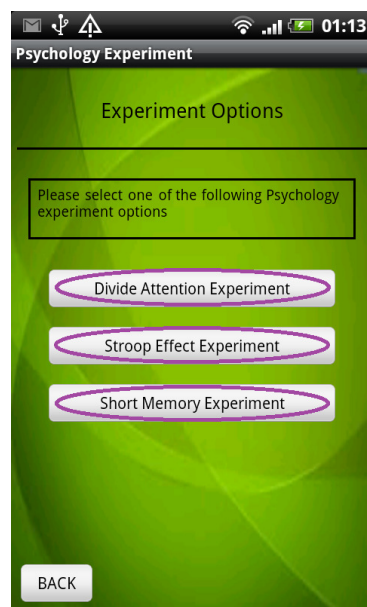 01:13
Psychology Experiment
Experiment Options
Please select one of the following Psychology
experiment options
Divide Attention Experiment
Stroop Effect Experiment
Short Memory Experiment
BACK